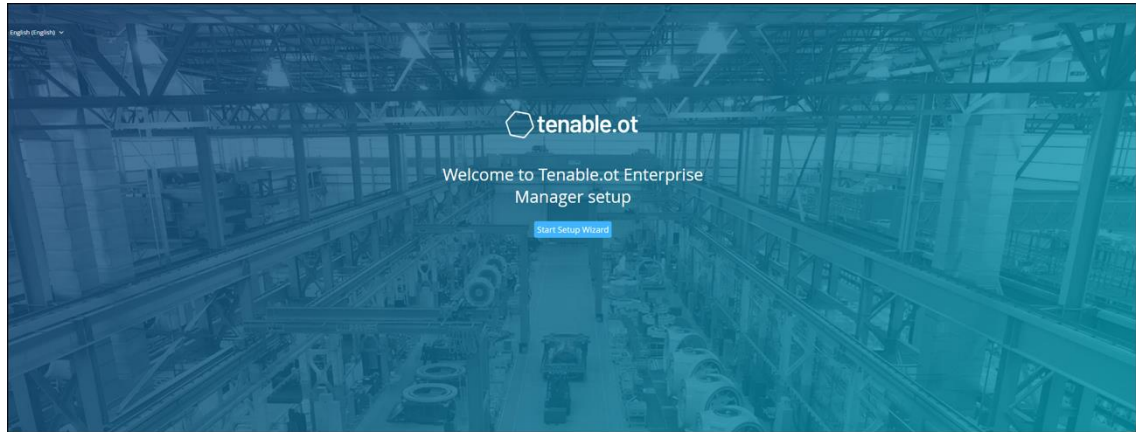 English (English)
tenable.ot
Welcome to Tenable.ot Enterprise
Manager setup
Start Setup Wizard